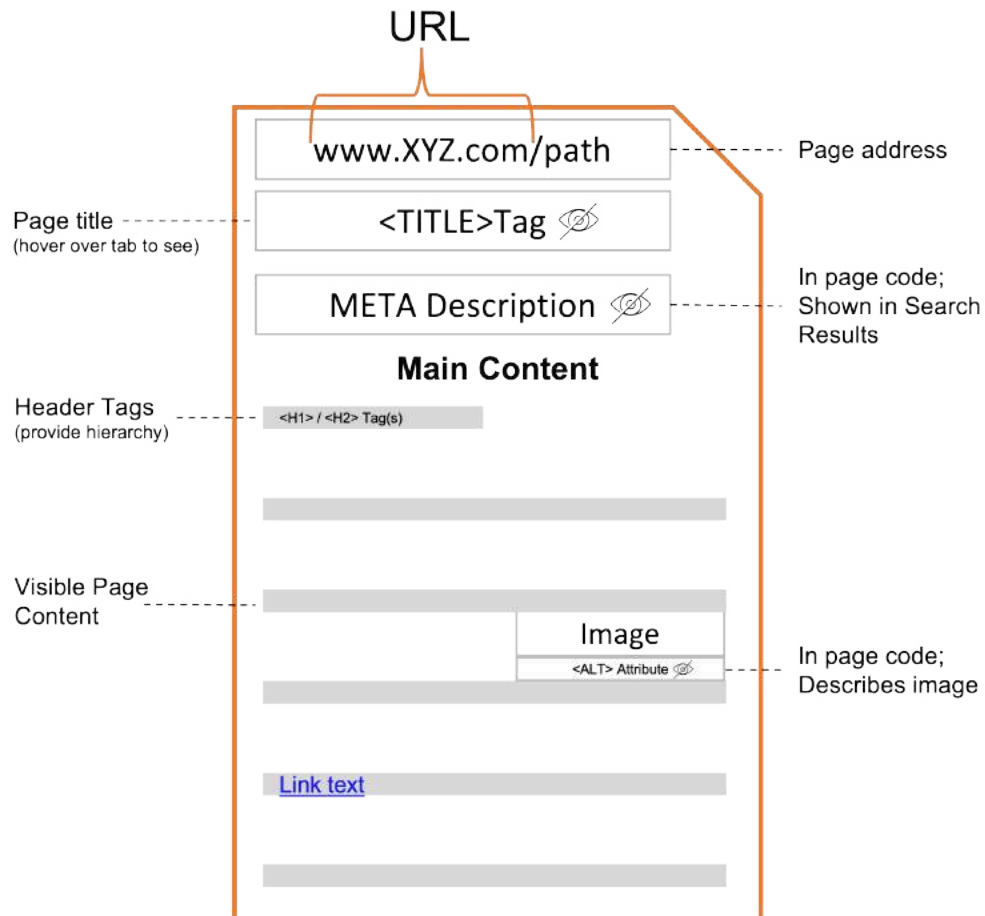 URL
www.XYZ.com/path
Page address
Page title
(hover over tab to see)
<TITLE>Tag
META Description
In page code;
Shown in Search
Results
Main Content
Header Tags
(provide hierarchy)
<H1> / <H2> Tag(s)
Visible Page
Content
Image
<ALT> Attribute
In page code;
Describes image
Link text